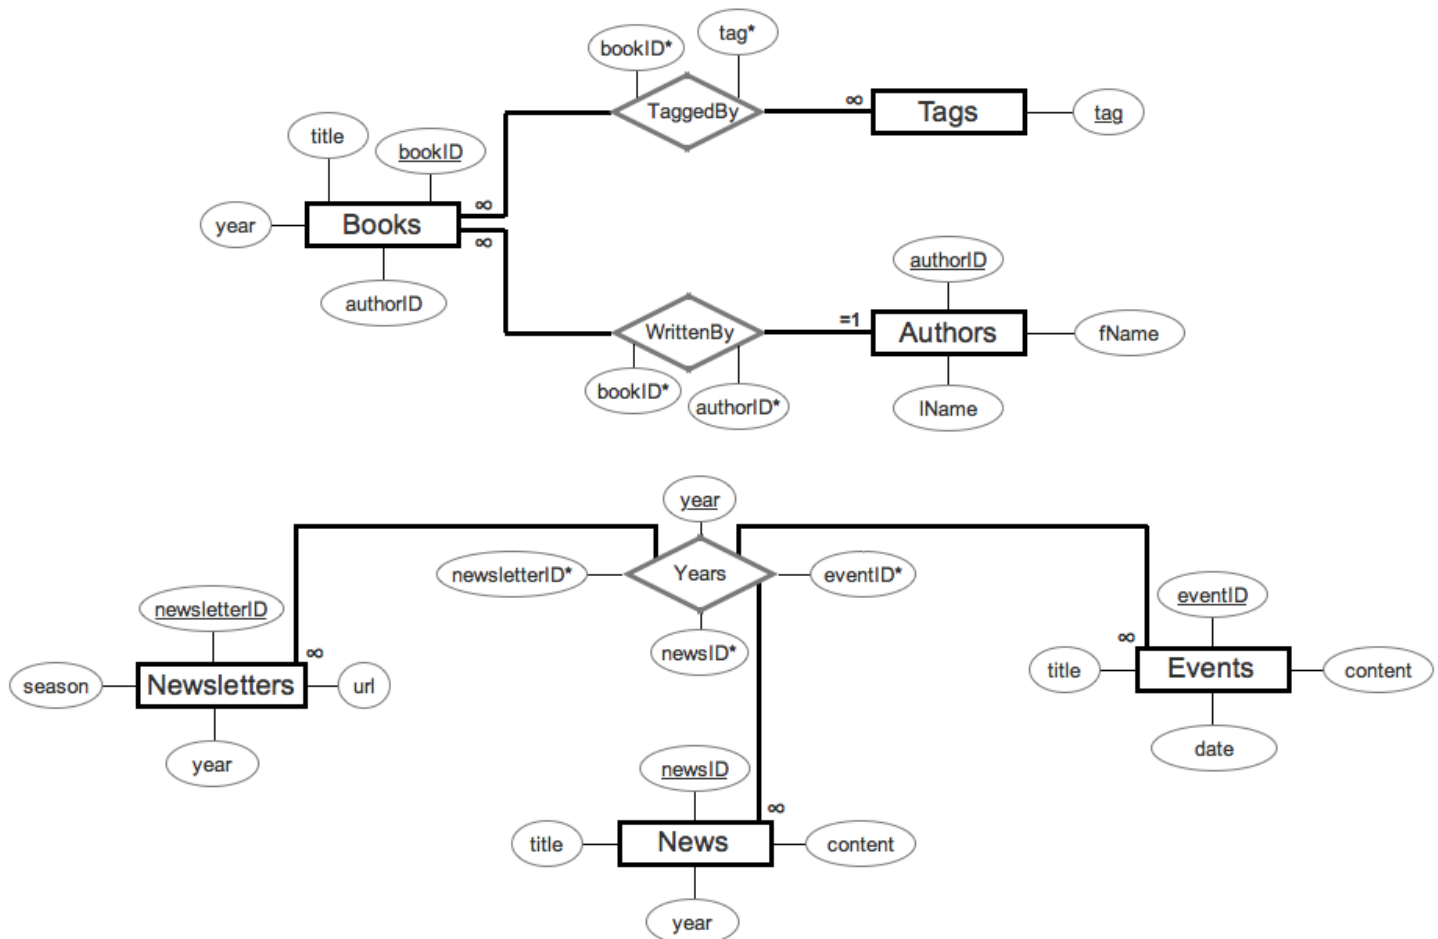 tag*
bookID*
TaggedBy
∞
Tags
tag
title
bookID
∞
year
Books
∞
authorID
authorID
WrittenBy
=1
Authors
fName
bookID*
authorID*
lName
year
newsletterID*
Years
eventID*
newsletterID
eventID
newsID*
∞
∞
season
Newsletters
url
title
Events
content
year
date
newsID
∞
title
News
content
year